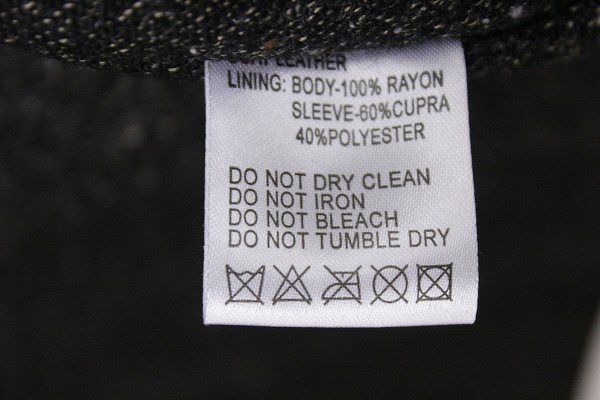 LEATHER
LINING: BODY-100% RAYON
SLEEVE-60%CUPRA
40%POLYESTER
DO NOT DRY CLEAN
DO NOT IRON
DO NOT BLEACH
DO NOT TUMBLE DRY